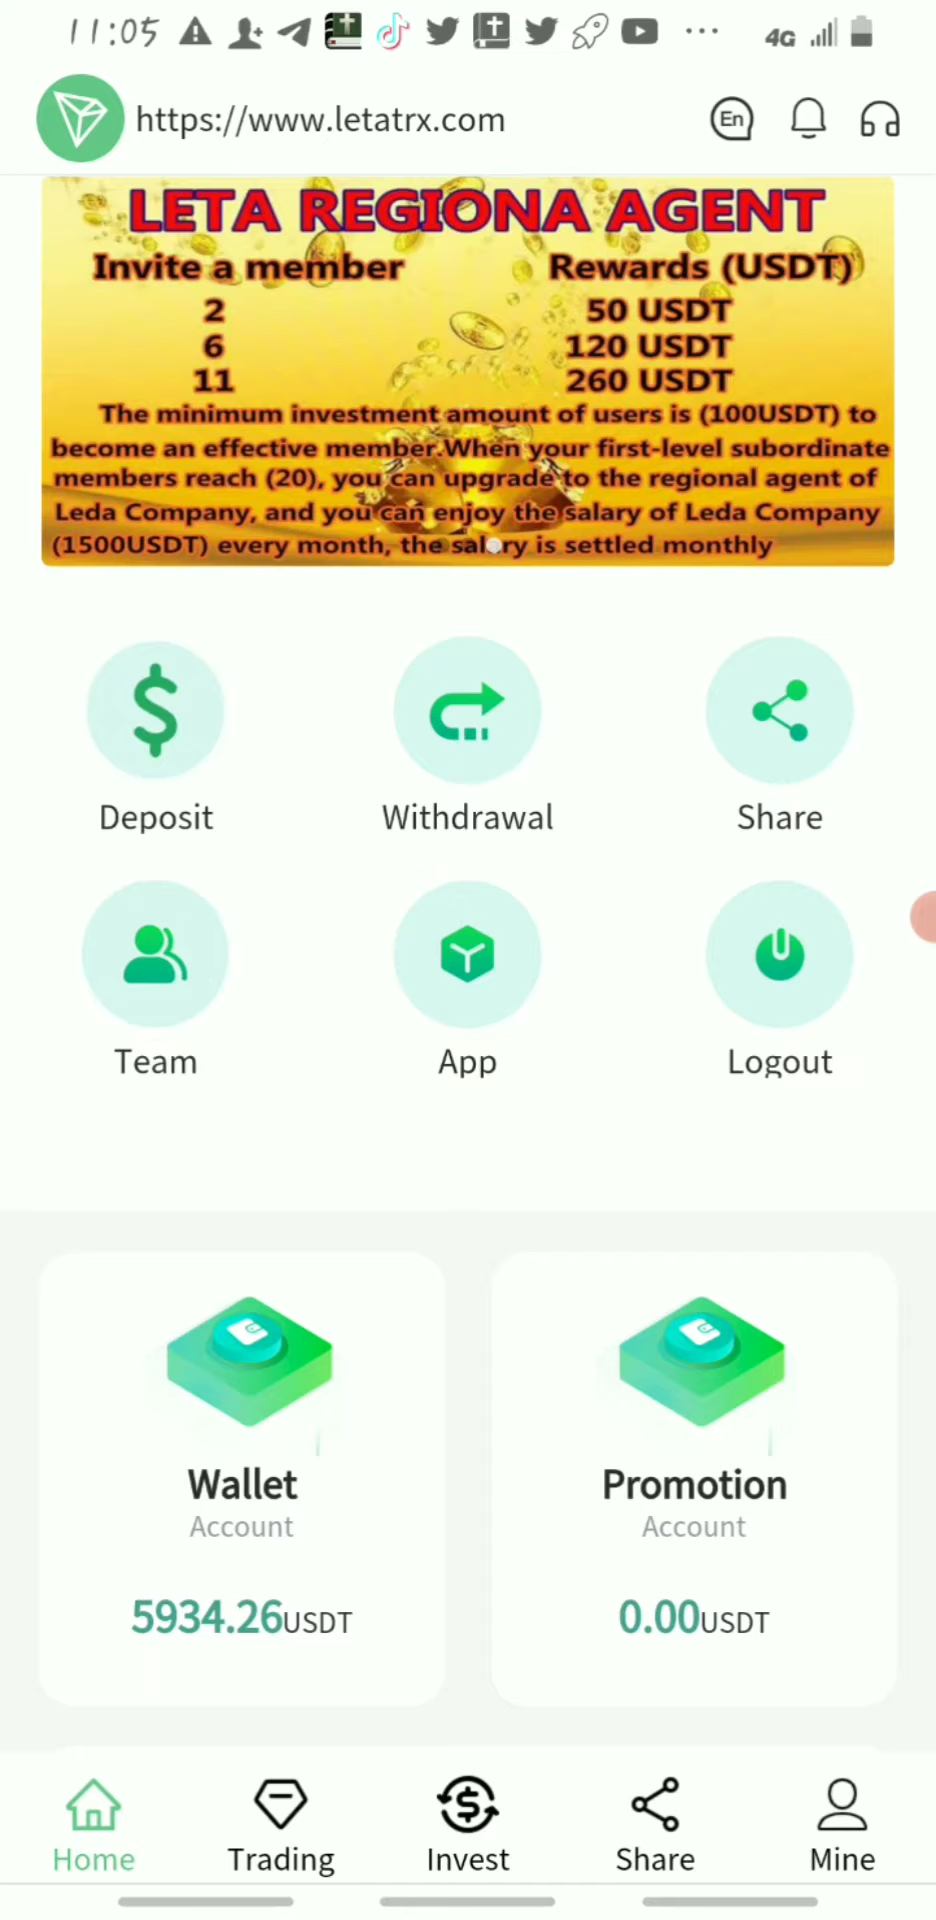 11:05
4G
https://www.letatrx.com
En
LETA REGIONA AGENT
Invite a member Rewards (USDT)
2 50 USDT
6 120 USDT
11 260 USDT
The minimum investment amount of users is (100USDT) to
become an effective member.When your first-level subordinate
members reach (20), you can upgrade to the regional agent of
Leda Company, and you can enjoy the salary of Leda Company
(1500USDT) every month, the salary is settled monthly
Deposit Withdrawal Share
Team App Logout
Wallet Promotion
Account Account
5934.26USDT 0.00USDT
Home Trading Invest Share Mine